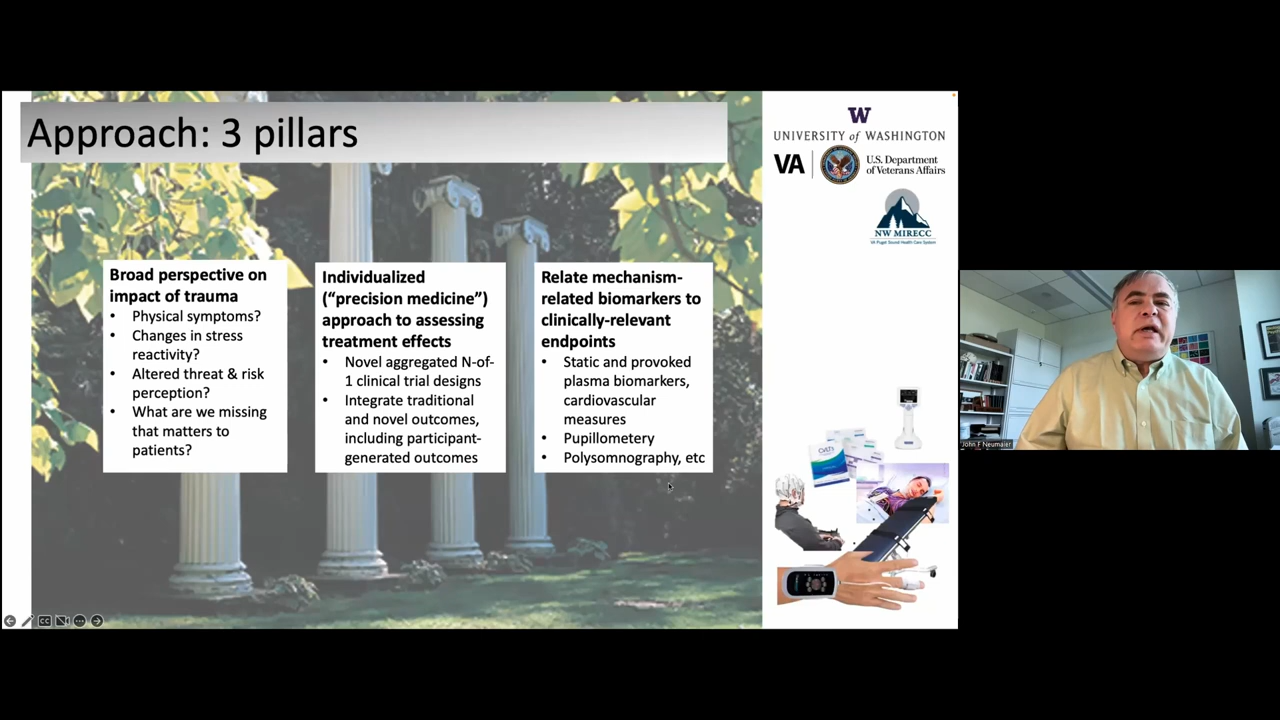 Approach: 3 pillars
Broad perspective on
impact of trauma
• Physical symptoms?
• Changes in stress
reactivity?
• Altered threat & risk
perception?
• What are we missing
that matters to
patients?
Individualized
(“precision medicine”)
approach to assessing
treatment effects
• Novel aggregated N-of-
1 clinical trial designs
• Integrate traditional
and novel outcomes,
including participant-
generated outcomes
Relate mechanism-
related biomarkers to
clinically-relevant
endpoints
• Static and provoked
plasma biomarkers,
cardiovascular
measures
• Pupillometery
• Polysomnography, etc
W
UNIVERSITY of WASHINGTON
VA
U.S. Department
of Veterans Affairs
NW MIRECC
VA Puget Sound Health Care System
John F Neumaier
CC